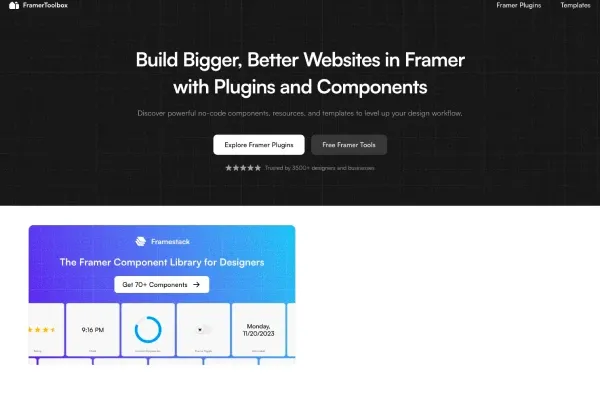 FramerToolbox
Framer Plugins
Templates
Build Bigger, Better Websites in Framer
with Plugins and Components
Discover powerful no-code components, resources, and templates to level up your design workflow.
Explore Framer Plugins
Free Framer Tools
Trusted by 3500+ designers and businesses
Framestack
The Framer Component Library for Designers
Get 70+ Components
9:16 PM
Monday,
11/20/2023